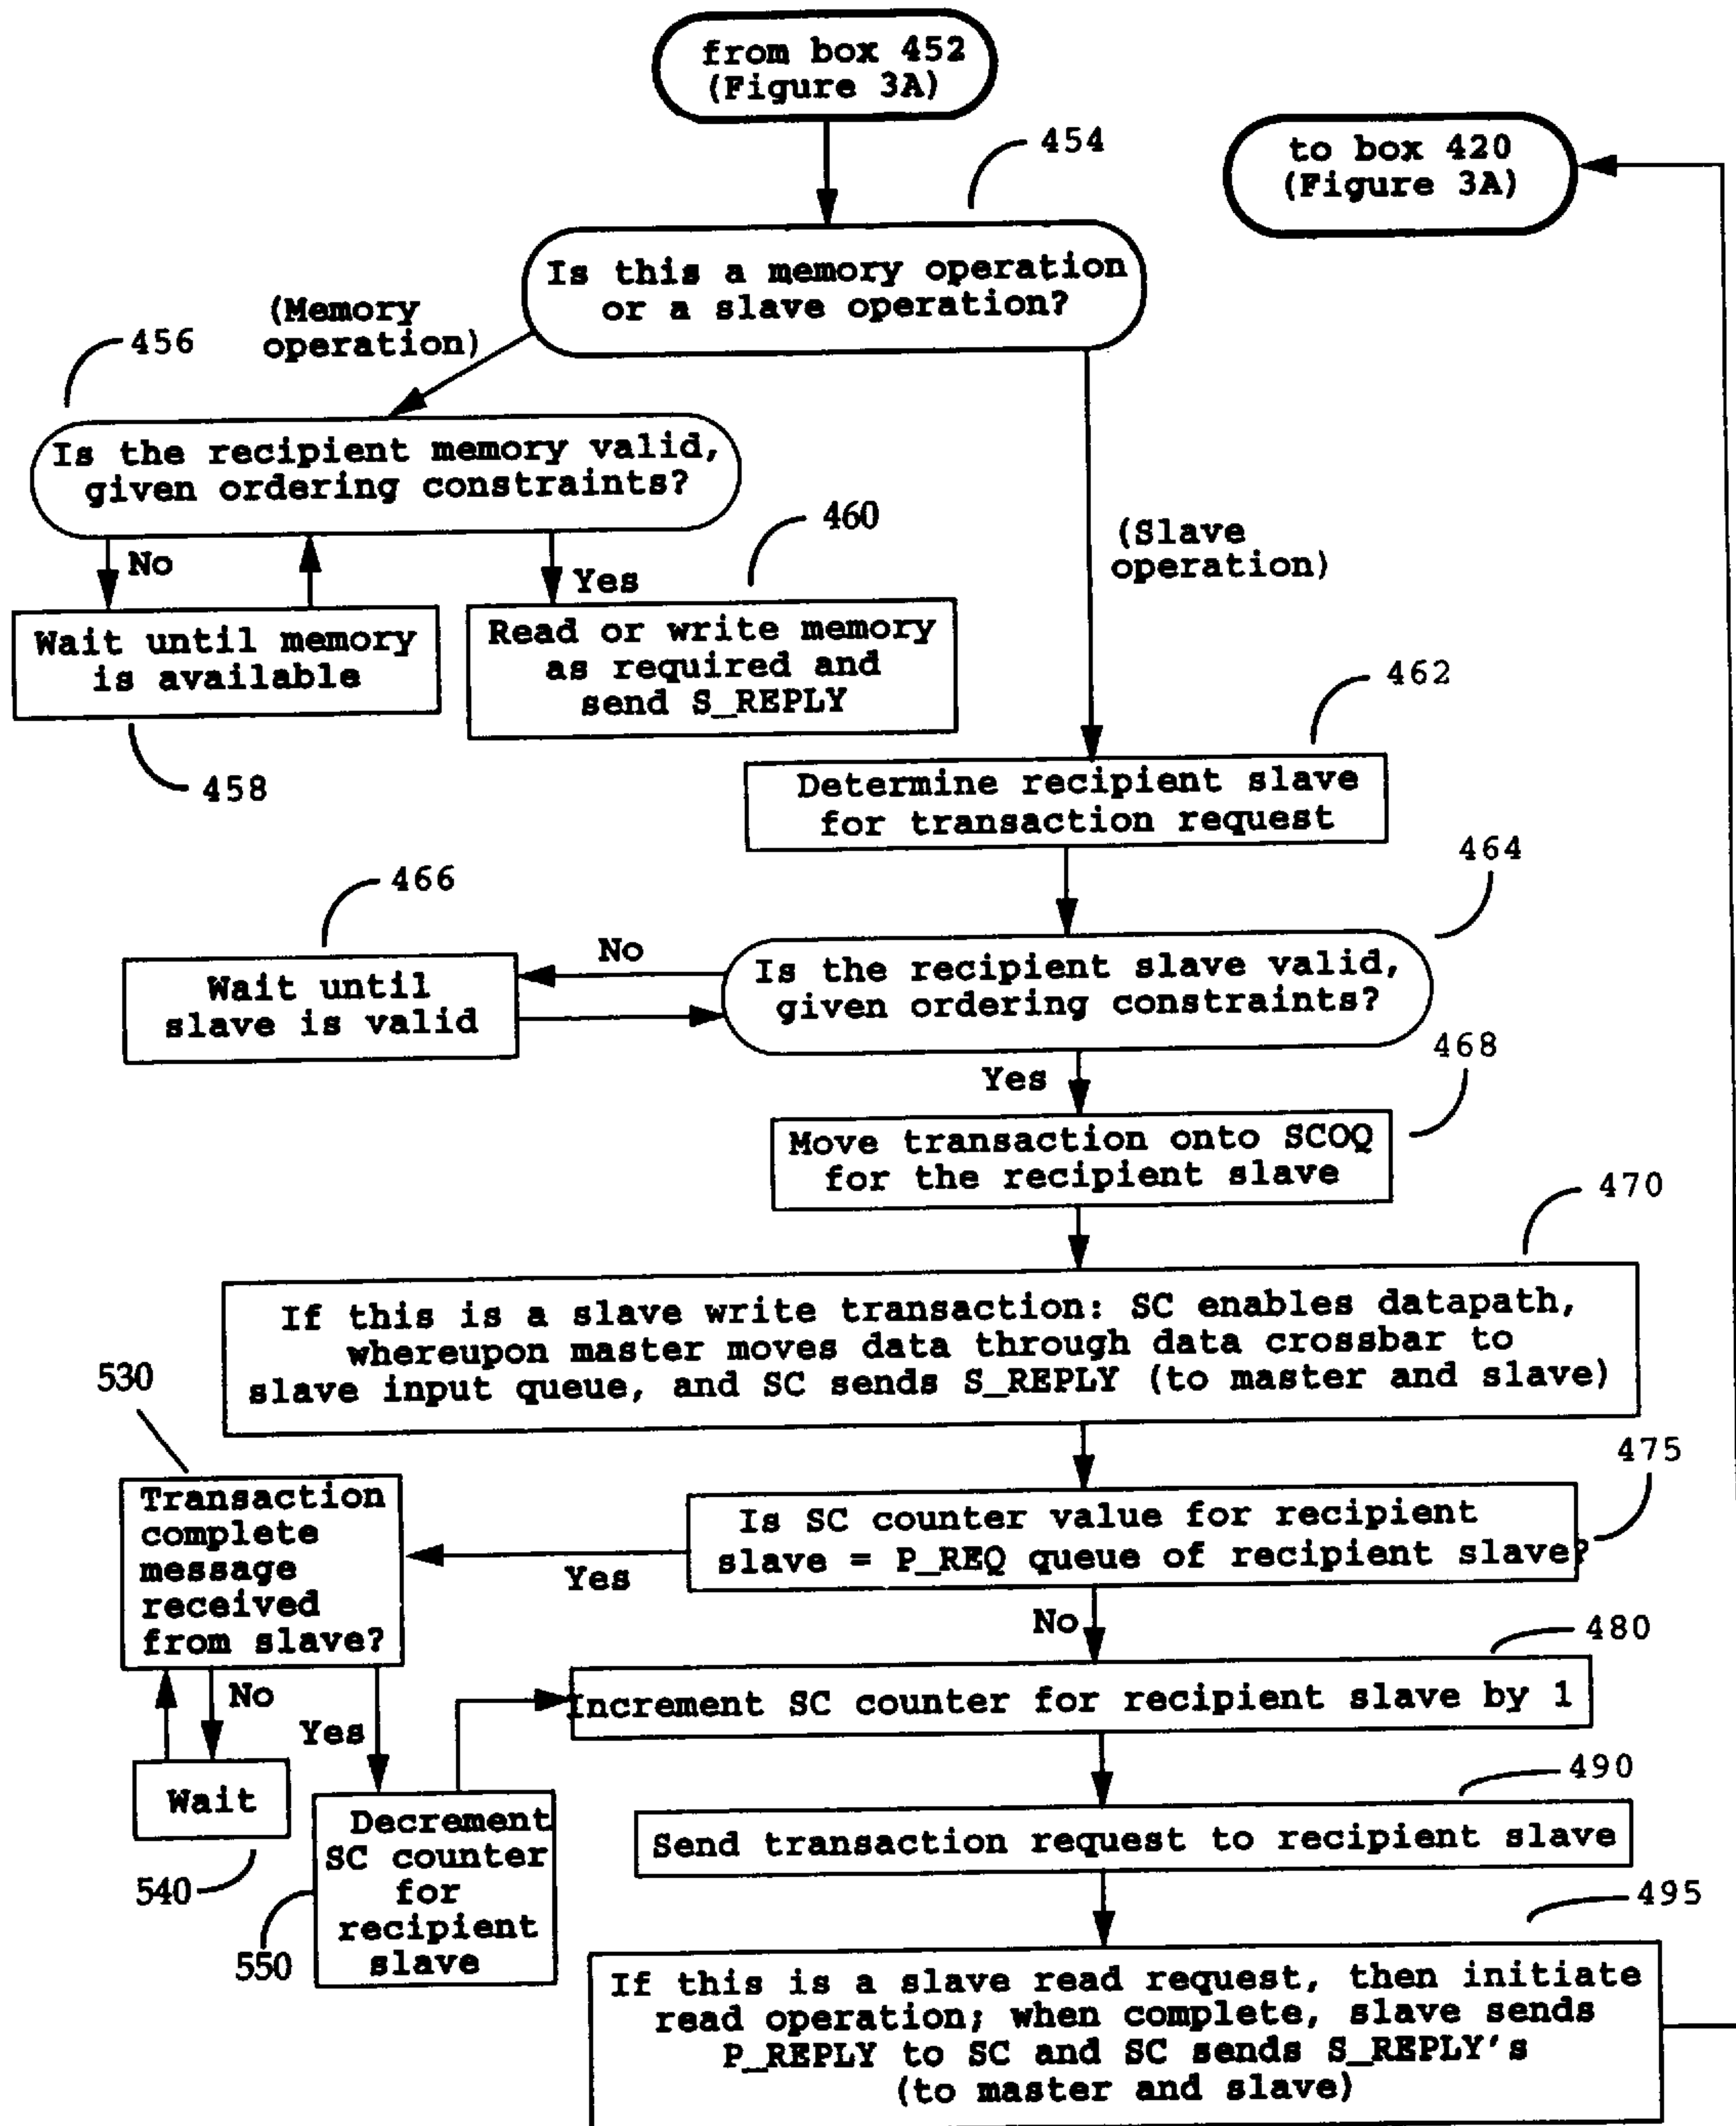 from box 452
(Figure 3A)
to box 420
(Figure 3A)
454
Is this a memory operation
or a slave operation?
(Memory
operation)
456
Is the recipient memory valid,
given ordering constraints?
No
Yes
460
(Slave
operation)
Wait until memory
is available
458
Read or write memory
as required and
send S_REPLY
462
Determine recipient slave
for transaction request
464
466
No
Wait until
slave is valid
Is the recipient slave valid,
given ordering constraints?
Yes
468
Move transaction onto SCOQ
for the recipient slave
470
If this is a slave write transaction: SC enables datapath,
whereupon master moves data through data crossbar to
slave input queue, and SC sends S_REPLY (to master and slave)
530
475
Transaction
complete
message
received
from slave?
Yes
Is SC counter value for recipient
slave = P_REQ queue of recipient slave?
No
480
Increment SC counter for recipient slave by 1
No
Yes
Wait
540
490
Send transaction request to recipient slave
Decrement
SC counter
for
recipient
slave
550
495
If this is a slave read request, then initiate
read operation; when complete, slave sends
P_REPLY to SC and SC sends S_REPLY's
(to master and slave)